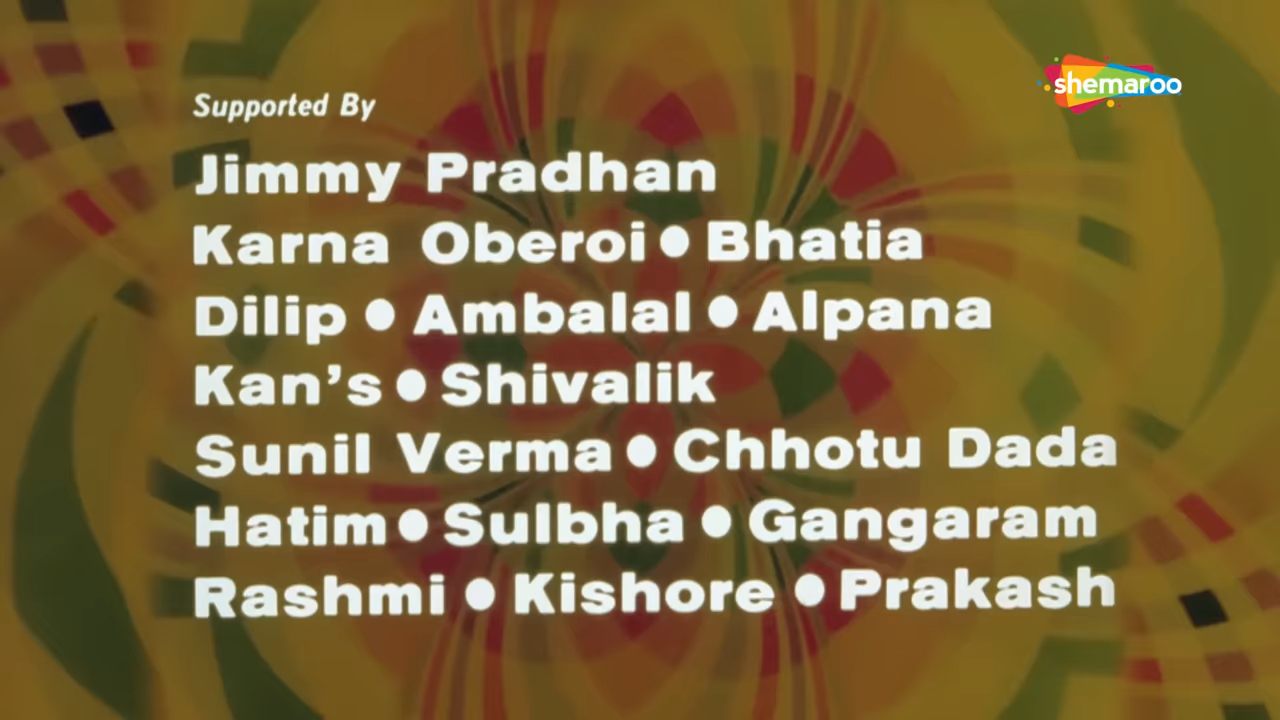 shemaroo
Supported By
Jimmy Pradhan
Karna Oberoi • Bhatia
Dilip • Ambalal • Alpana
Kan's • Shivalik
Sunil Verma • Chhotu Dada
Hatim • Sulbha • Gangaram
Rashmi • Kishore • Prakash